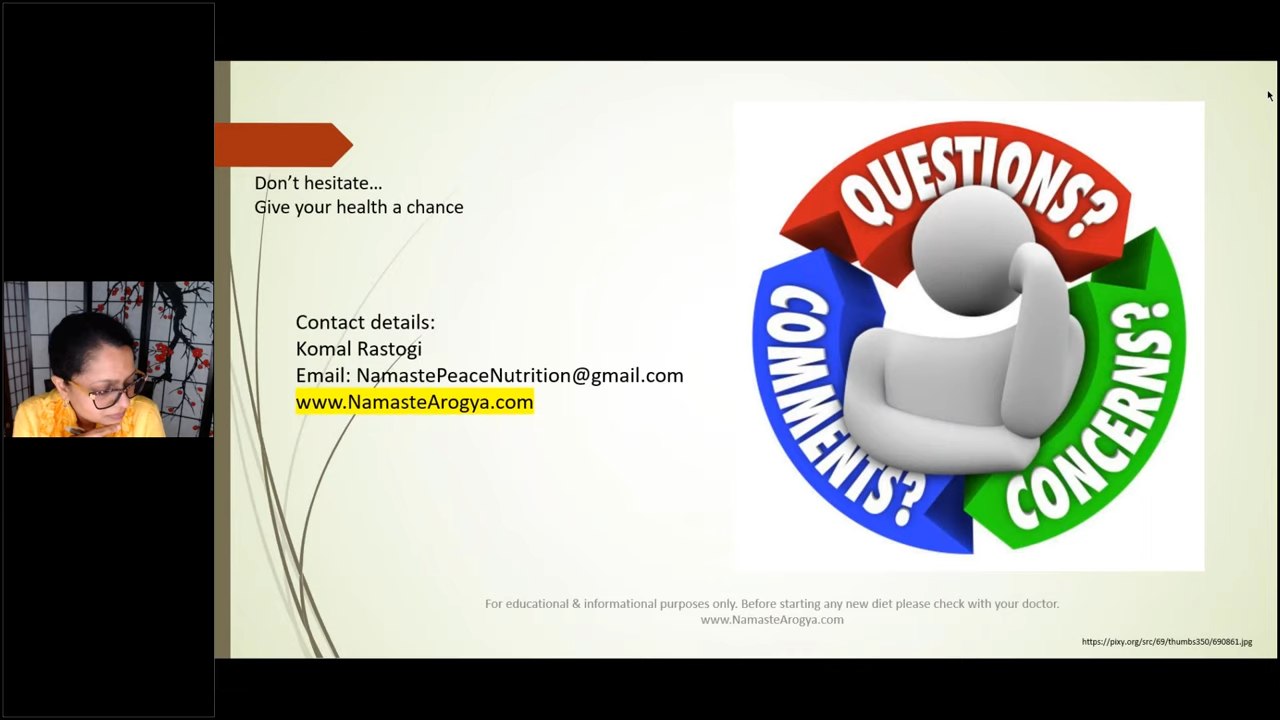 Don’t hesitate…
Give your health a chance
Contact details:
Komal Rastogi
Email: NamastePeaceNutrition@gmail.com
www.NamasteArogya.com
QUESTIONS?
COMMENTS?
CONCERNS?
For educational & informational purposes only. Before starting any new diet please check with your doctor.
www.NamasteArogya.com
https://pixy.org/src/69/thumbs350/690861.jpg